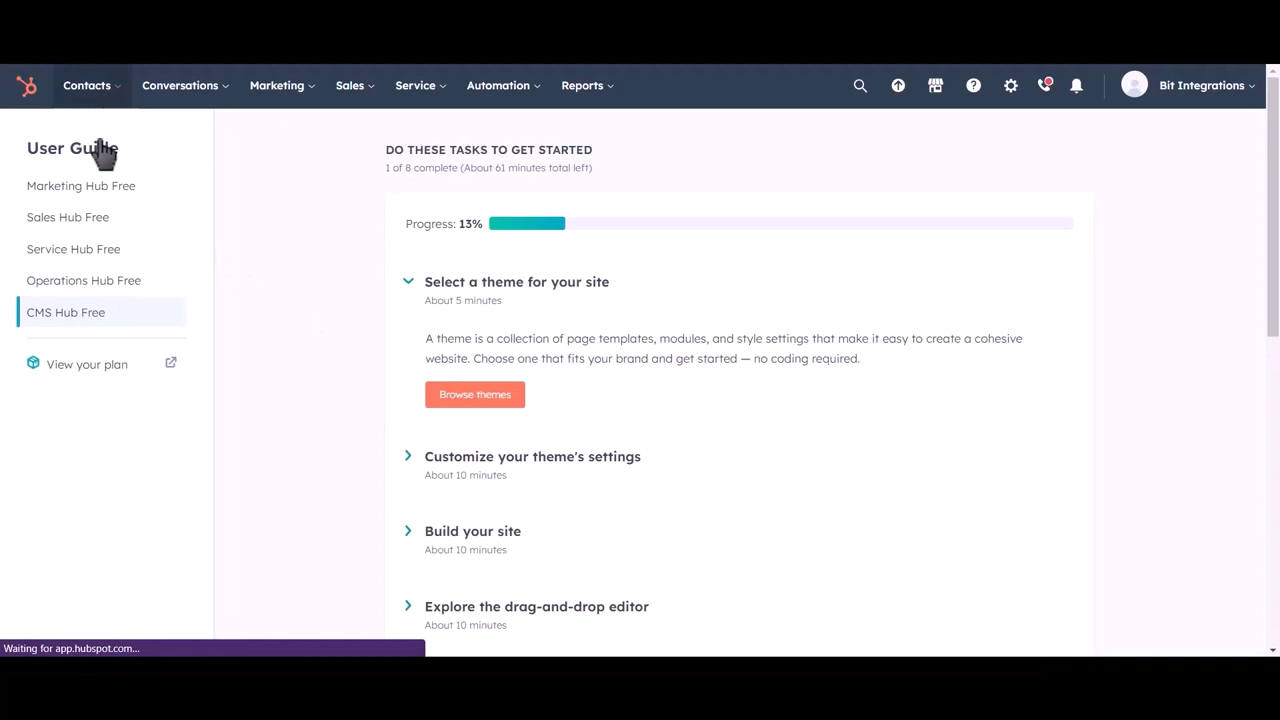 Contacts Conversations Marketing Sales Service Automation Reports Bit Integrations
User Guide
Marketing Hub Free
Sales Hub Free
Service Hub Free
Operations Hub Free
CMS Hub Free
View your plan
DO THESE TASKS TO GET STARTED
1 of 8 complete (About 61 minutes total left)
Progress: 13%
Select a theme for your site
About 5 minutes
A theme is a collection of page templates, modules, and style settings that make it easy to create a cohesive
website. Choose one that fits your brand and get started — no coding required.
Browse themes
Customize your theme's settings
About 10 minutes
Build your site
About 10 minutes
Explore the drag-and-drop editor
About 10 minutes
Waiting for app.hubspot.com...